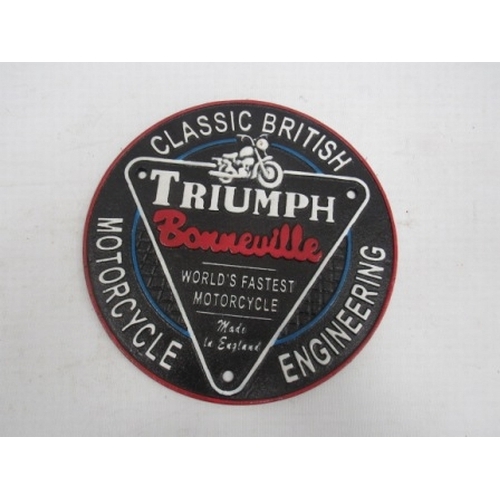 CLASSIC BRITISH
TRIUMPH
Bonneville
WORLD'S FASTEST
MOTORCYCLE
Made
in England
MOTORCYCLE
ENGINEERING